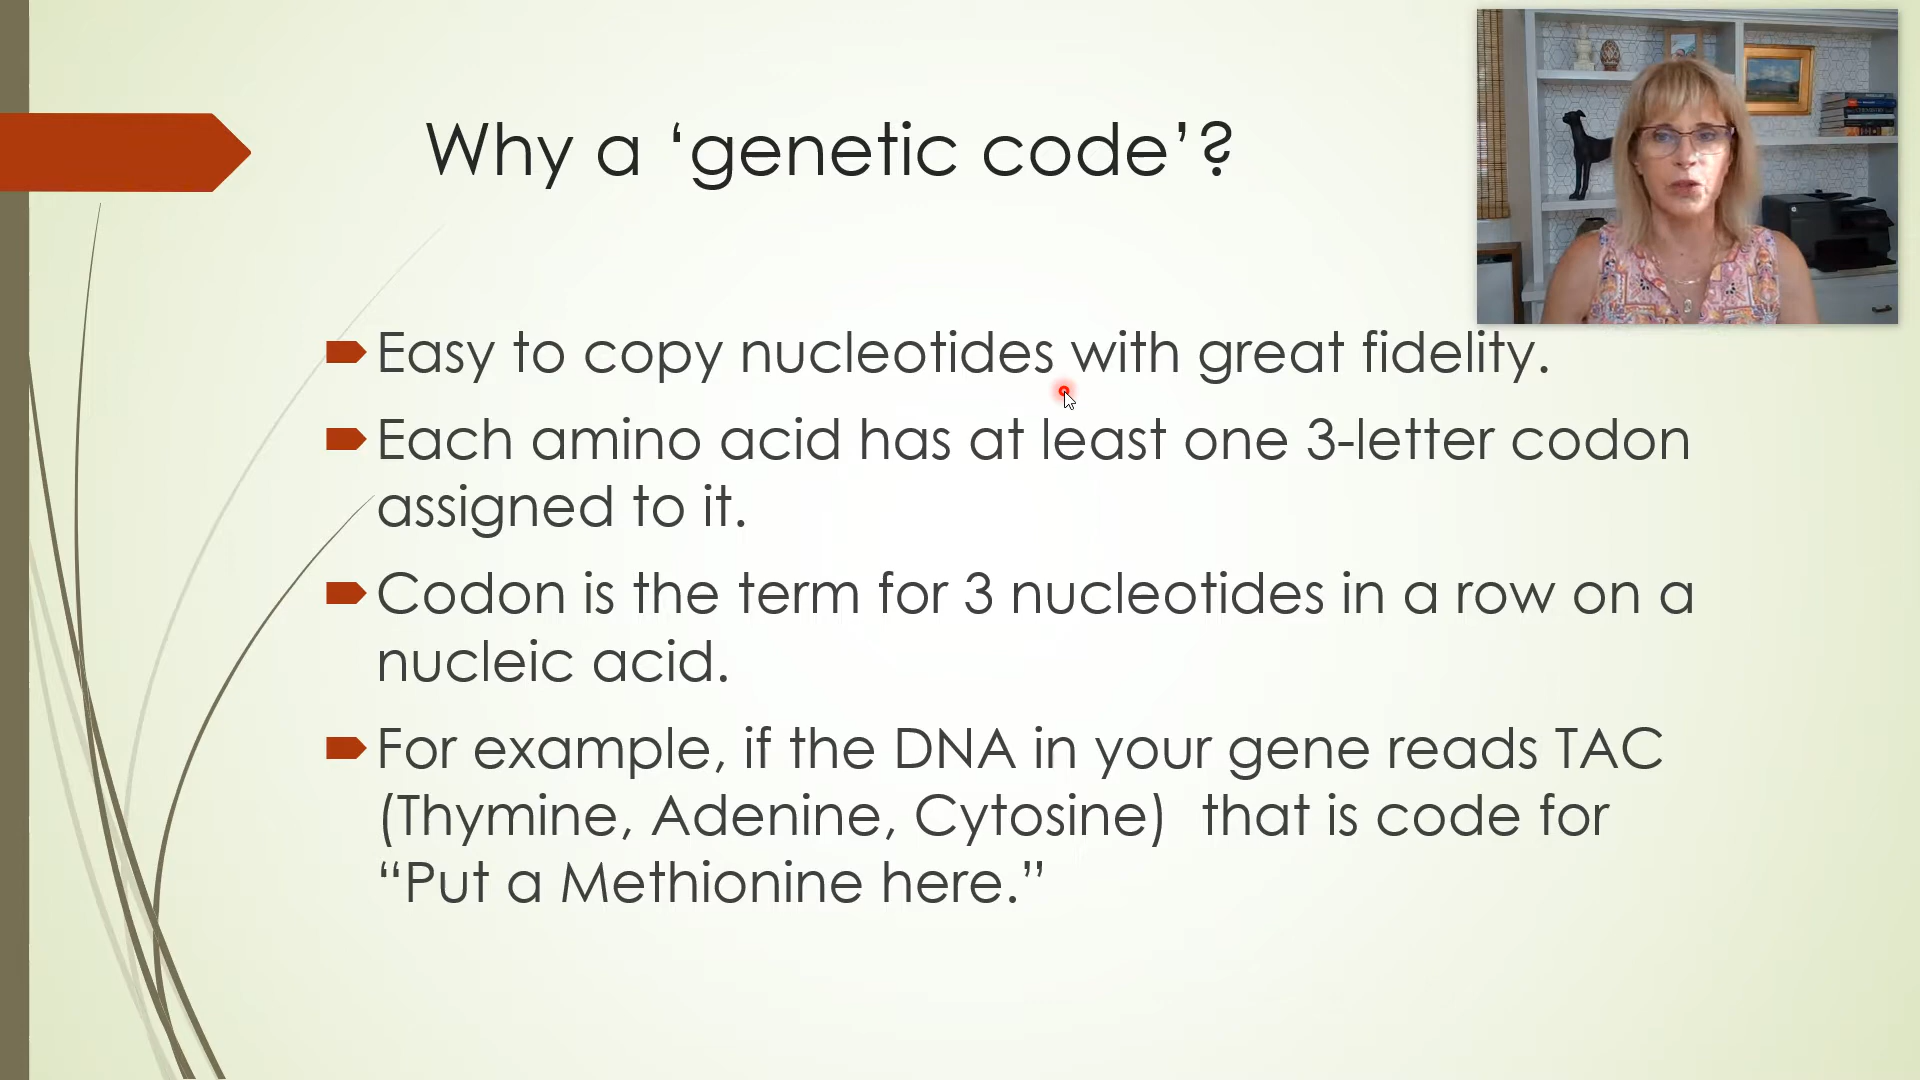 Why a ‘genetic code’?
Easy to copy nucleotides with great fidelity.
Each amino acid has at least one 3-letter codon
assigned to it.
Codon is the term for 3 nucleotides in a row on a
nucleic acid.
For example, if the DNA in your gene reads TAC
(Thymine, Adenine, Cytosine)  that is code for
“Put a Methionine here.”